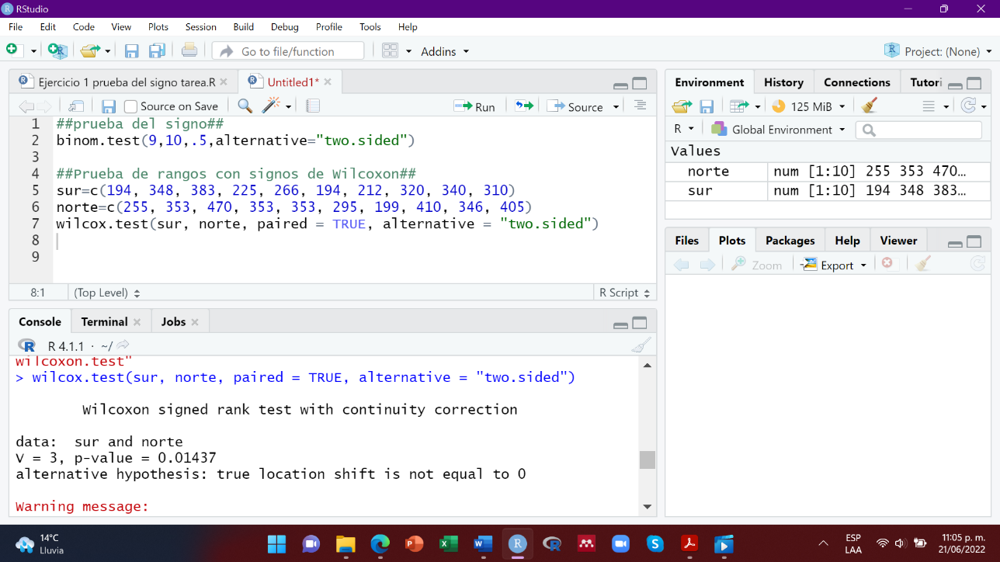 RStudio
File Edit Code View Plots Session Build Debug Profile Tools Help
Go to file/function Addins Project: (None)
Ejercicio 1 prueba del signo tarea.R Untitled1*
Source on Save Run Source
1 ##prueba del signo##
2 binom.test(9,10,.5,alternative="two.sided")
3
4 ##Prueba de rangos con signos de Wilcoxon##
5 sur=c(194, 348, 383, 225, 266, 194, 212, 320, 340, 310)
6 norte=c(255, 353, 470, 353, 353, 295, 199, 410, 346, 405)
7 wilcox.test(sur, norte, paired = TRUE, alternative = "two.sided")
8
9
8:1 (Top Level) R Script
Console Terminal Jobs
R 4.1.1 · ~/
wilcoxon.test"
> wilcox.test(sur, norte, paired = TRUE, alternative = "two.sided")
Wilcoxon signed rank test with continuity correction
data: sur and norte
V = 3, p-value = 0.01437
alternative hypothesis: true location shift is not equal to 0
Warning message:
Environment History Connections Tutori
125 MiB
R Global Environment
Values
norte num [1:10] 255 353 470…
sur num [1:10] 194 348 383…
Files Plots Packages Help Viewer
Zoom Export
14°C
Lluvia
ESP
LAA
11:05 p. m.
21/06/2022